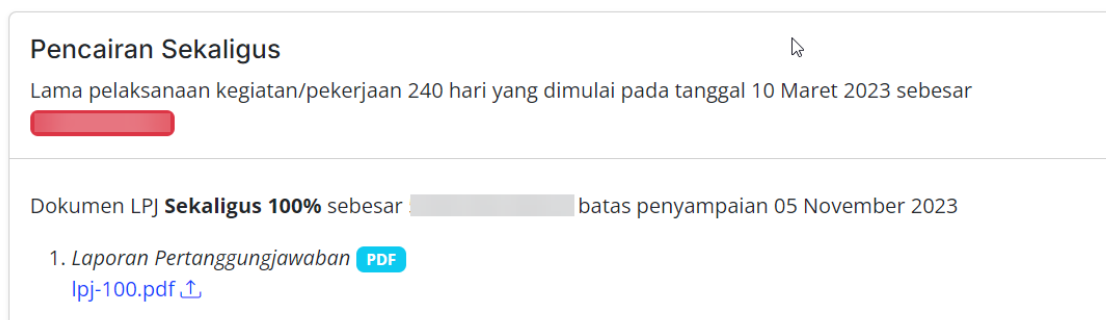 Pencairan Sekaligus
Lama pelaksanaan kegiatan/pekerjaan 240 hari yang dimulai pada tanggal 10 Maret 2023 sebesar
Dokumen LPJ Sekaligus 100% sebesar batas penyampaian 05 November 2023
1. Laporan Pertanggungjawaban PDF
lpj-100.pdf